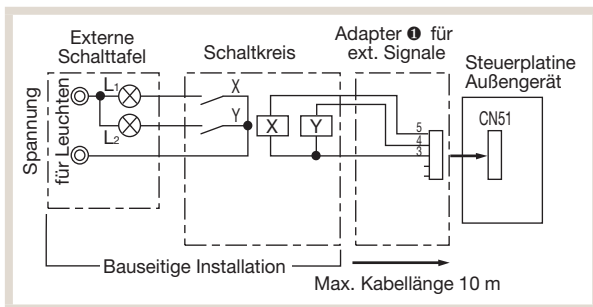 Externe
Schalttafel
Schaltkreis
Adapter ❶ für
ext. Signale
Steuerplatine
Außengerät
Spannung
für Leuchten
L1
L2
X
Y
X
Y
5
4
3
CN51
Bauseitige Installation
Max. Kabellänge 10 m